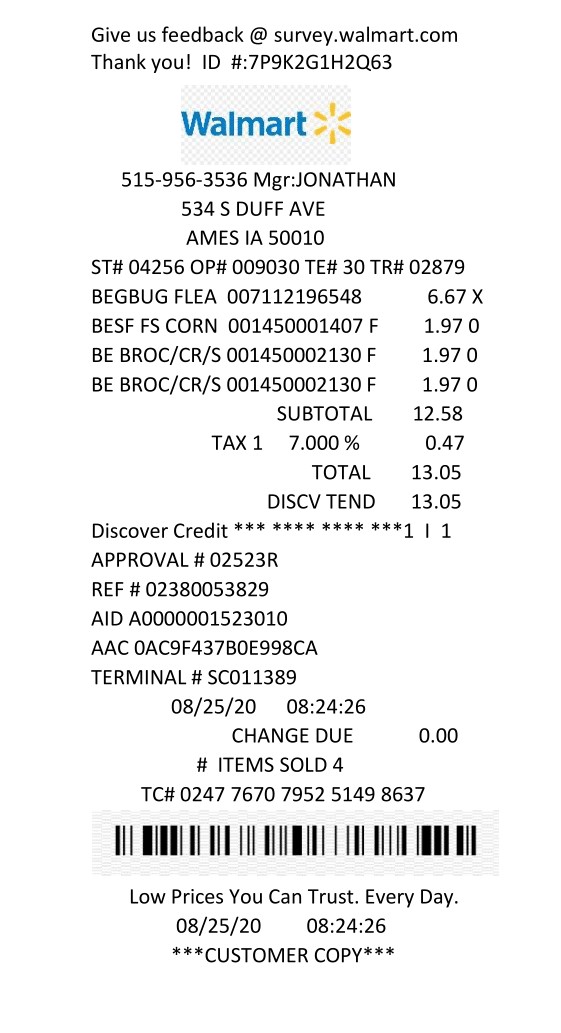 Give us feedback @ survey.walmart.com
Thank you! ID #:7P9K2G1H2Q63
Walmart
515-956-3536 Mgr:JONATHAN
534 S DUFF AVE
AMES IA 50010
ST# 04256 OP# 009030 TE# 30 TR# 02879
BEGBUG FLEA 007112196548 6.67 X
BESF FS CORN 001450001407 F 1.97 0
BE BROC/CR/S 001450002130 F 1.97 0
BE BROC/CR/S 001450002130 F 1.97 0
SUBTOTAL 12.58
TAX 1 7.000 % 0.47
TOTAL 13.05
DISCV TEND 13.05
Discover Credit *** **** **** ***1 I 1
APPROVAL # 02523R
REF # 02380053829
AID A0000001523010
AAC 0AC9F437B0E998CA
TERMINAL # SC011389
08/25/20 08:24:26
CHANGE DUE 0.00
# ITEMS SOLD 4
TC# 0247 7670 7952 5149 8637
Low Prices You Can Trust. Every Day.
08/25/20 08:24:26
***CUSTOMER COPY***